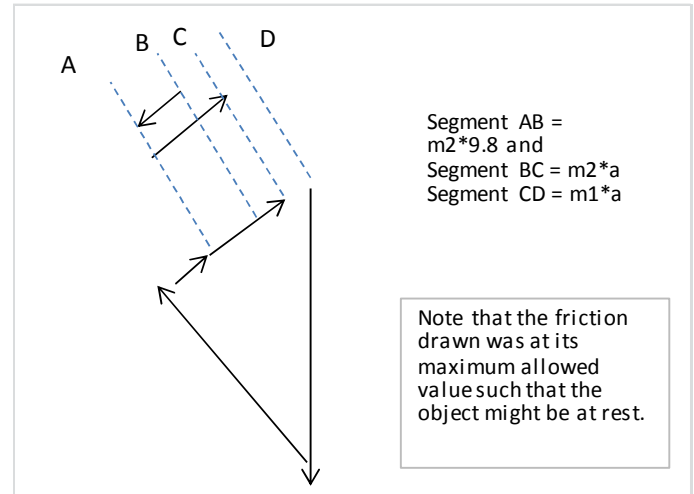 A
B
C
D
Segment AB =
m2*9.8 and
Segment BC = m2*a
Segment CD = m1*a
Note that the friction
drawn was at its
maximum allowed
value such that the
object might be at rest.